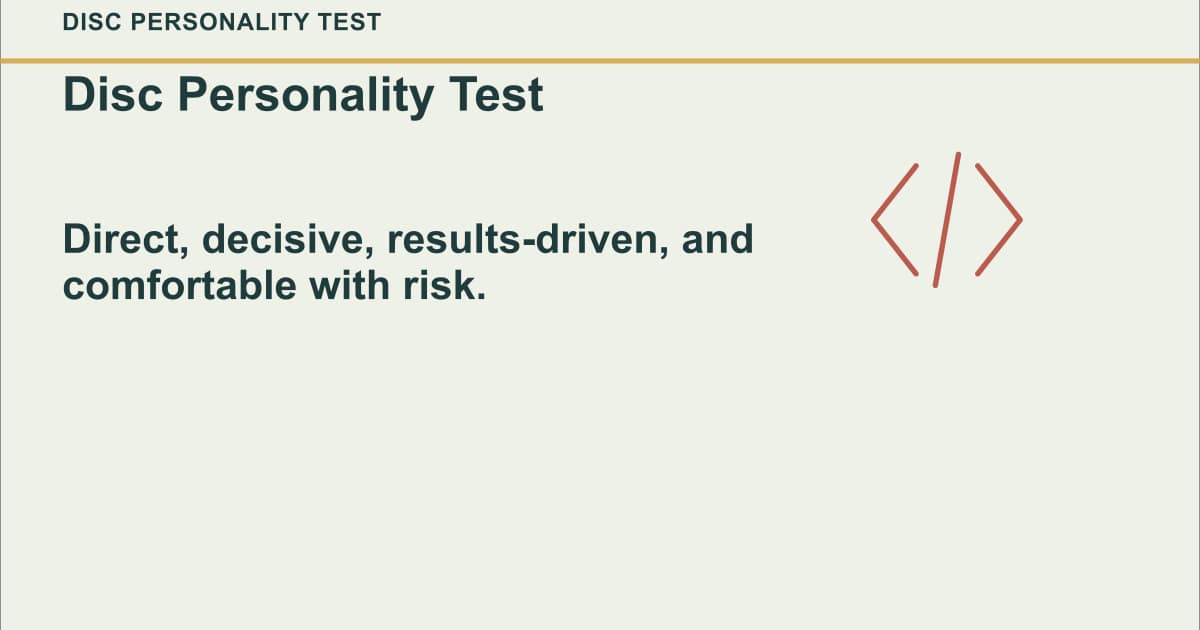 DISC PERSONALITY TEST
Disc Personality Test
Direct, decisive, results-driven, and
comfortable with risk.